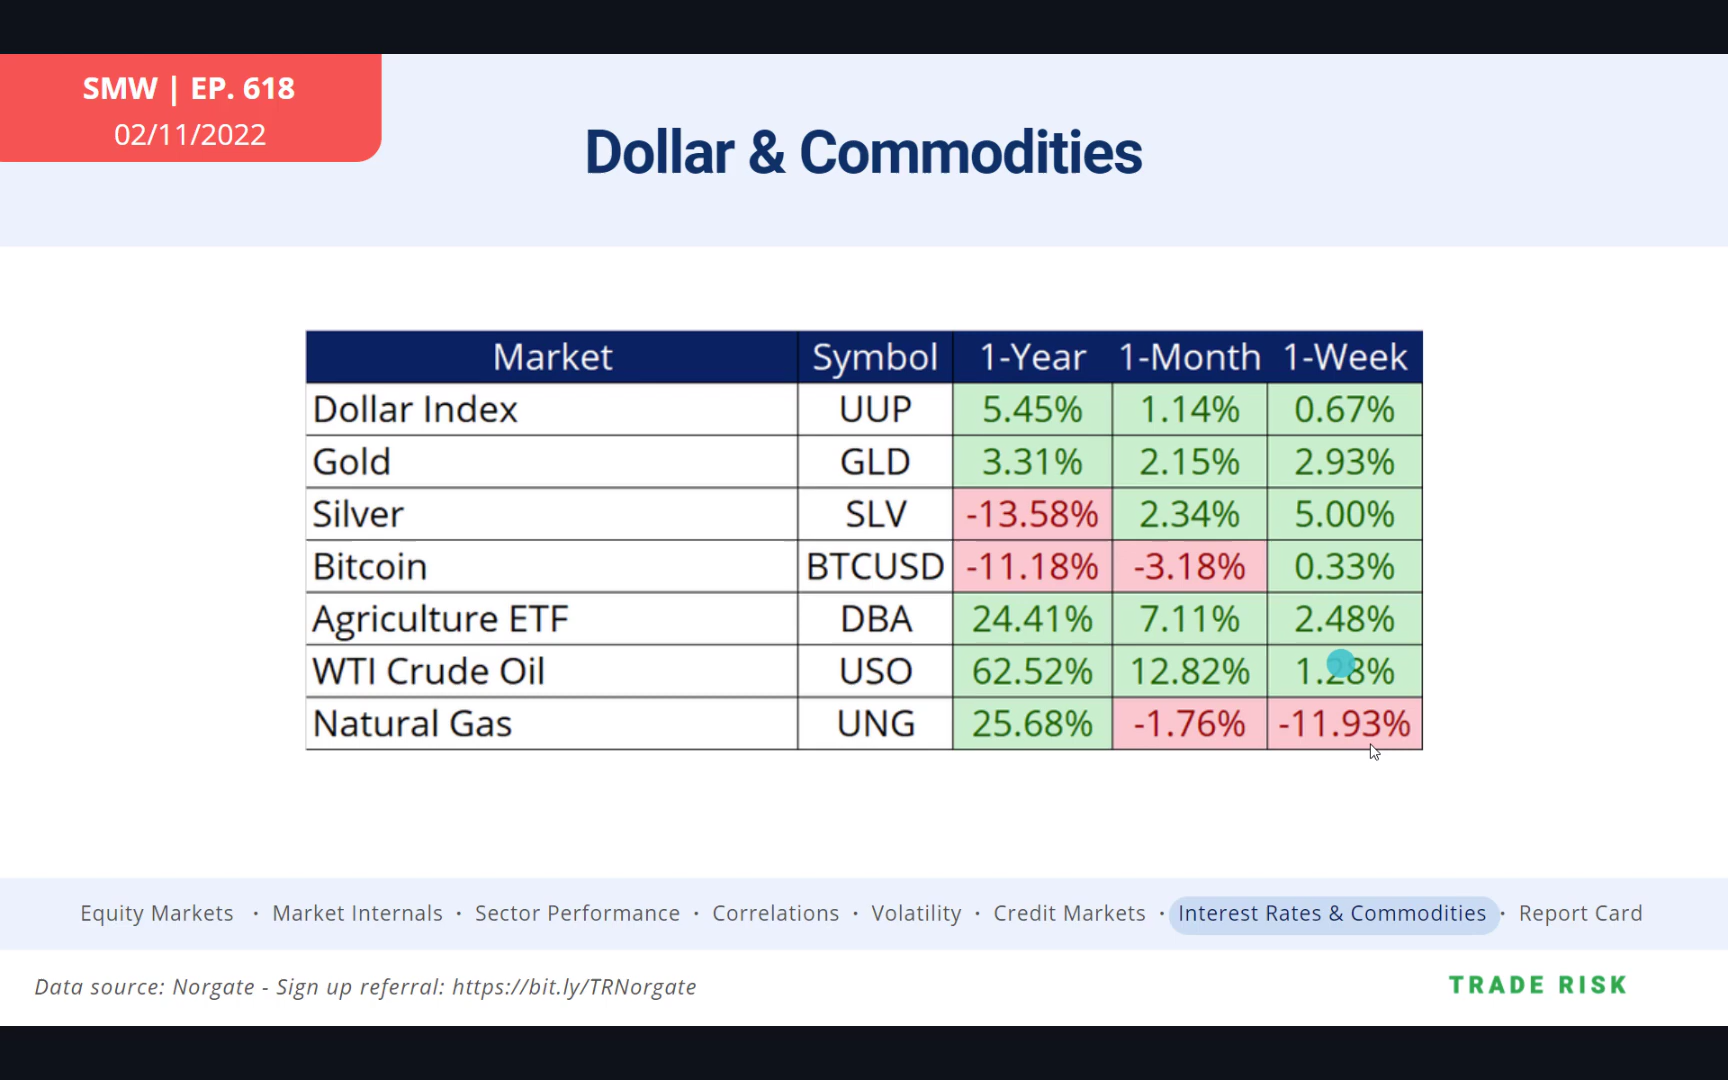 SMW | EP. 618
02/11/2022
Dollar & Commodities
Market Symbol 1-Year 1-Month 1-Week
Dollar Index UUP 5.45% 1.14% 0.67%
Gold GLD 3.31% 2.15% 2.93%
Silver SLV -13.58% 2.34% 5.00%
Bitcoin BTCUSD -11.18% -3.18% 0.33%
Agriculture ETF DBA 24.41% 7.11% 2.48%
WTI Crude Oil USO 62.52% 12.82% 1.28%
Natural Gas UNG 25.68% -1.76% -11.93%
Equity Markets · Market Internals · Sector Performance · Correlations · Volatility · Credit Markets · Interest Rates & Commodities · Report Card
Data source: Norgate - Sign up referral: https://bit.ly/TRNorgate
TRADE RISK